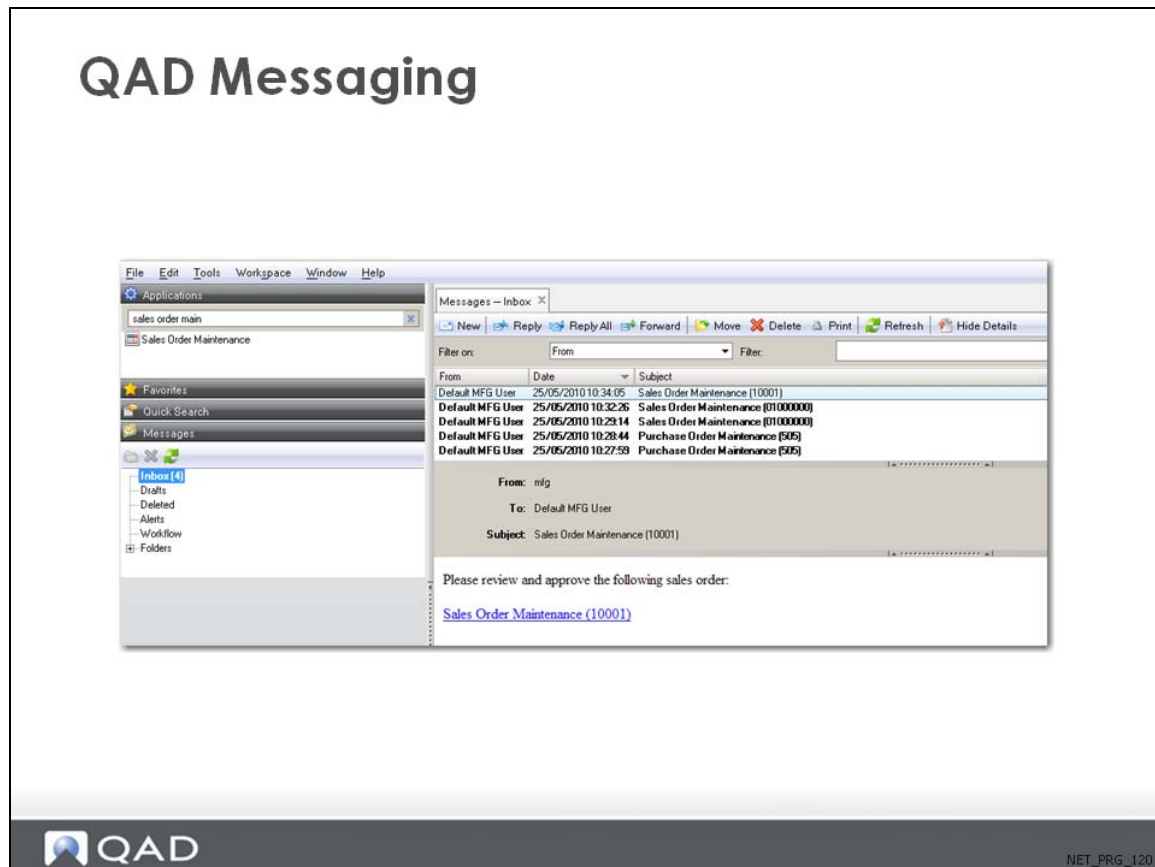 QAD Messaging
File Edit Tools Workspace Window Help
Applications
sales order main
Sales Order Maintenance
Favorites
Quick Search
Messages
Inbox [4]
Drafts
Deleted
Alerts
Workflow
Folders
Messages – Inbox
New Reply Reply All Forward Move Delete Print Refresh Hide Details
Filter on: From Filter:
From Date Subject
Default MFG User 25/05/2010 10:34:05 Sales Order Maintenance (10001)
Default MFG User 25/05/2010 10:32:26 Sales Order Maintenance (01000000)
Default MFG User 25/05/2010 10:29:14 Sales Order Maintenance (01000000)
Default MFG User 25/05/2010 10:28:44 Purchase Order Maintenance (505)
Default MFG User 25/05/2010 10:27:59 Purchase Order Maintenance (505)
From: mfg
To: Default MFG User
Subject: Sales Order Maintenance (10001)
Please review and approve the following sales order:
Sales Order Maintenance (10001)
QAD
NET_PRG_120